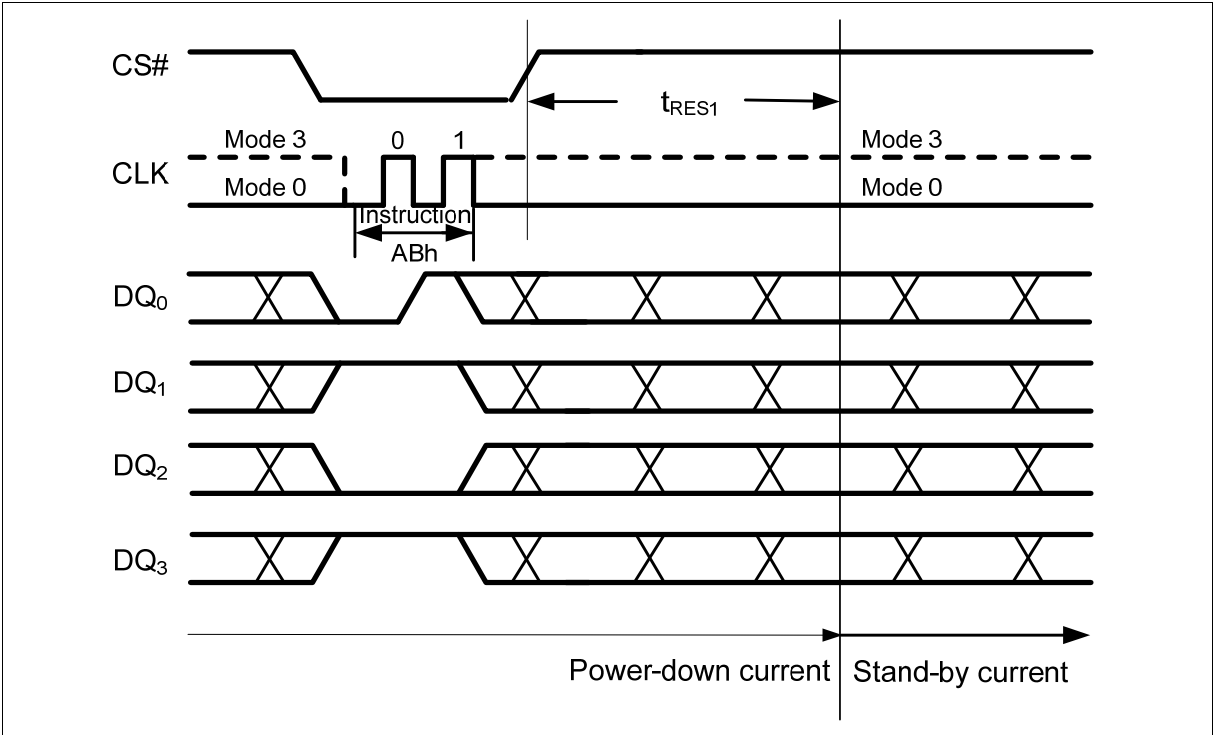 CS#
tRES1
Mode 3 0 1 Mode 3
CLK
Mode 0 Mode 0
Instruction
ABh
DQ0
DQ1
DQ2
DQ3
Power-down current Stand-by current